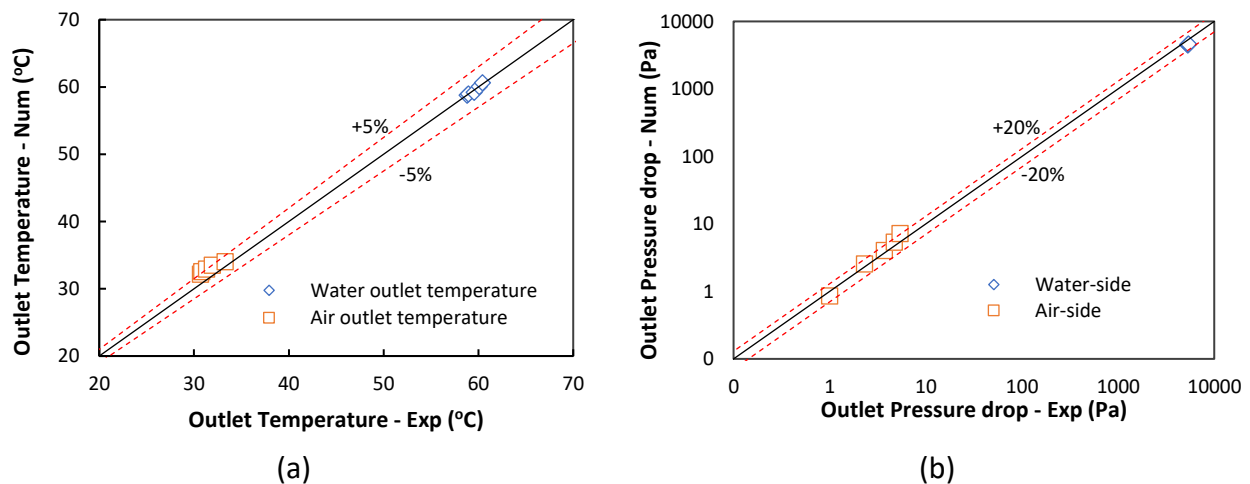 70
60
50
40
30
20
20
30
40
50
60
70
Outlet Temperature - Num (°C)
Outlet Temperature - Exp (°C)
+5%
-5%
Water outlet temperature
Air outlet temperature
(a)
10000
1000
100
10
1
0
0
1
10
100
1000
10000
Outlet Pressure drop - Num (Pa)
Outlet Pressure drop - Exp (Pa)
+20%
-20%
Water-side
Air-side
(b)